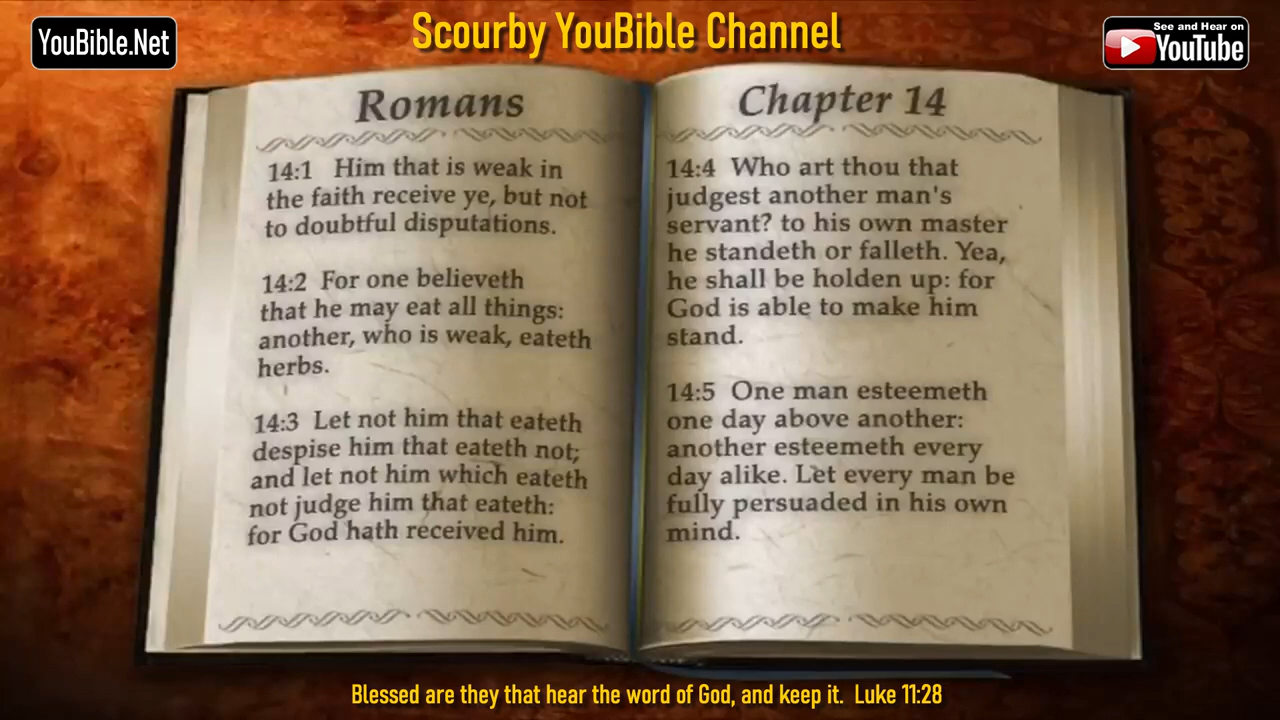 YouBible.Net
Scourby YouBible Channel
See and Hear on
YouTube
Romans
14:1 Him that is weak in
the faith receive ye, but not
to doubtful disputations.
14:2 For one believeth
that he may eat all things:
another, who is weak, eateth
herbs.
14:3 Let not him that eateth
despise him that eateth not;
and let not him which eateth
not judge him that eateth:
for God hath received him.
Chapter 14
14:4 Who art thou that
judgest another man's
servant? to his own master
he standeth or falleth. Yea,
he shall be holden up: for
God is able to make him
stand.
14:5 One man esteemeth
one day above another:
another esteemeth every
day alike. Let every man be
fully persuaded in his own
mind.
Blessed are they that hear the word of God, and keep it. Luke 11:28